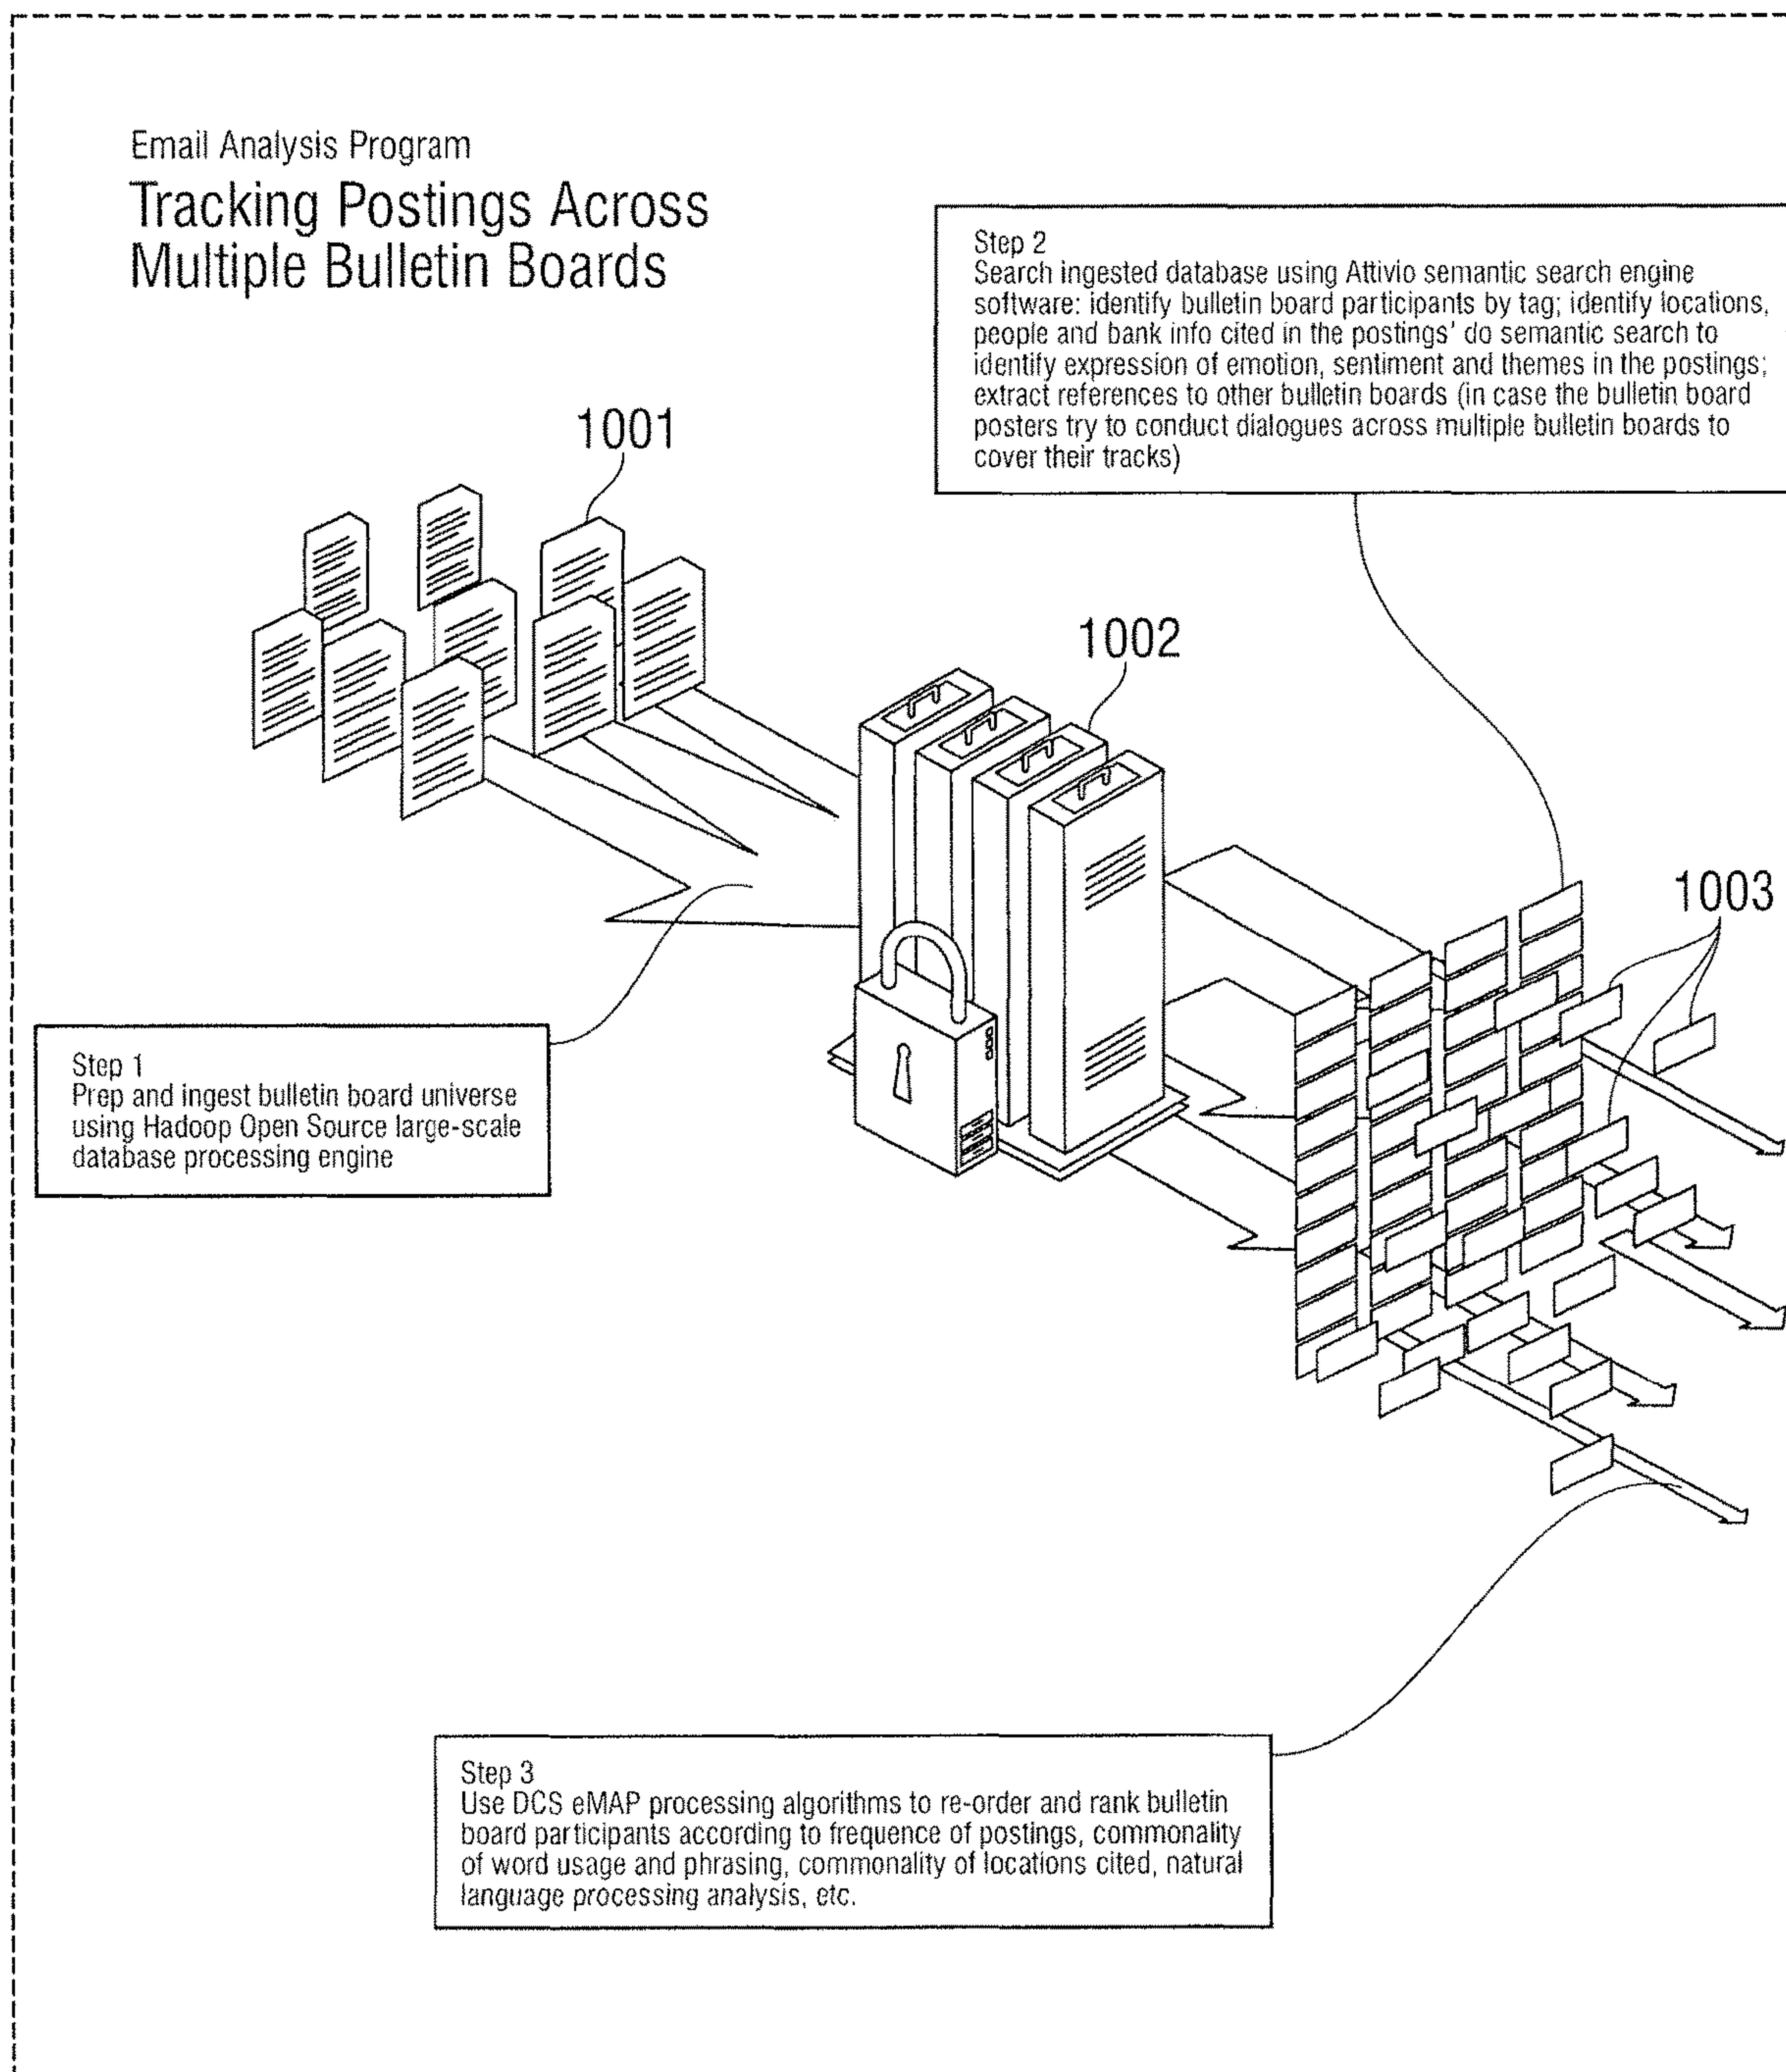 Email Analysis Program
Tracking Postings Across
Multiple Bulletin Boards
Step 2
Search ingested database using Attivio semantic search engine
software: identify bulletin board participants by tag; identify locations,
people and bank info cited in the postings' do semantic search to
identify expression of emotion, sentiment and themes in the postings;
extract references to other bulletin boards (in case the bulletin board
posters try to conduct dialogues across multiple bulletin boards to
cover their tracks)
1001
1002
1003
Step 1
Prep and ingest bulletin board universe
using Hadoop Open Source large-scale
database processing engine
Step 3
Use DCS eMAP processing algorithms to re-order and rank bulletin
board participants according to frequence of postings, commonality
of word usage and phrasing, commonality of locations cited, natural
language processing analysis, etc.